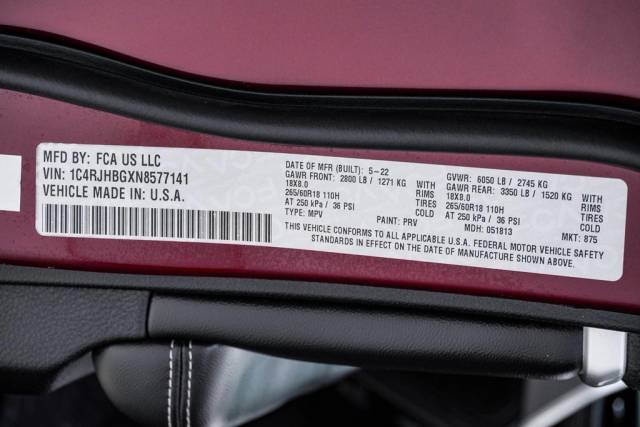 MFD BY: FCA US LLC
VIN: 1C4RJHBGXN8577141
VEHICLE MADE IN: U.S.A.
DATE OF MFR (BUILT): 5-22 GVWR: 6050 LB / 2745 KG
GAWR FRONT: 2800 LB / 1271 KG WITH GAWR REAR: 3350 LB / 1520 KG WITH
18X8.0 RIMS 18X8.0 RIMS
265/60R18 110H TIRES 265/60R18 110H TIRES
AT 250 kPa / 36 PSI COLD AT 250 kPa / 36 PSI COLD
TYPE: MPV PAINT: PRV MDH: 051813 MKT: 875
THIS VEHICLE CONFORMS TO ALL APPLICABLE U.S.A. FEDERAL MOTOR VEHICLE SAFETY
STANDARDS IN EFFECT ON THE DATE OF MANUFACTURE SHOWN ABOVE.